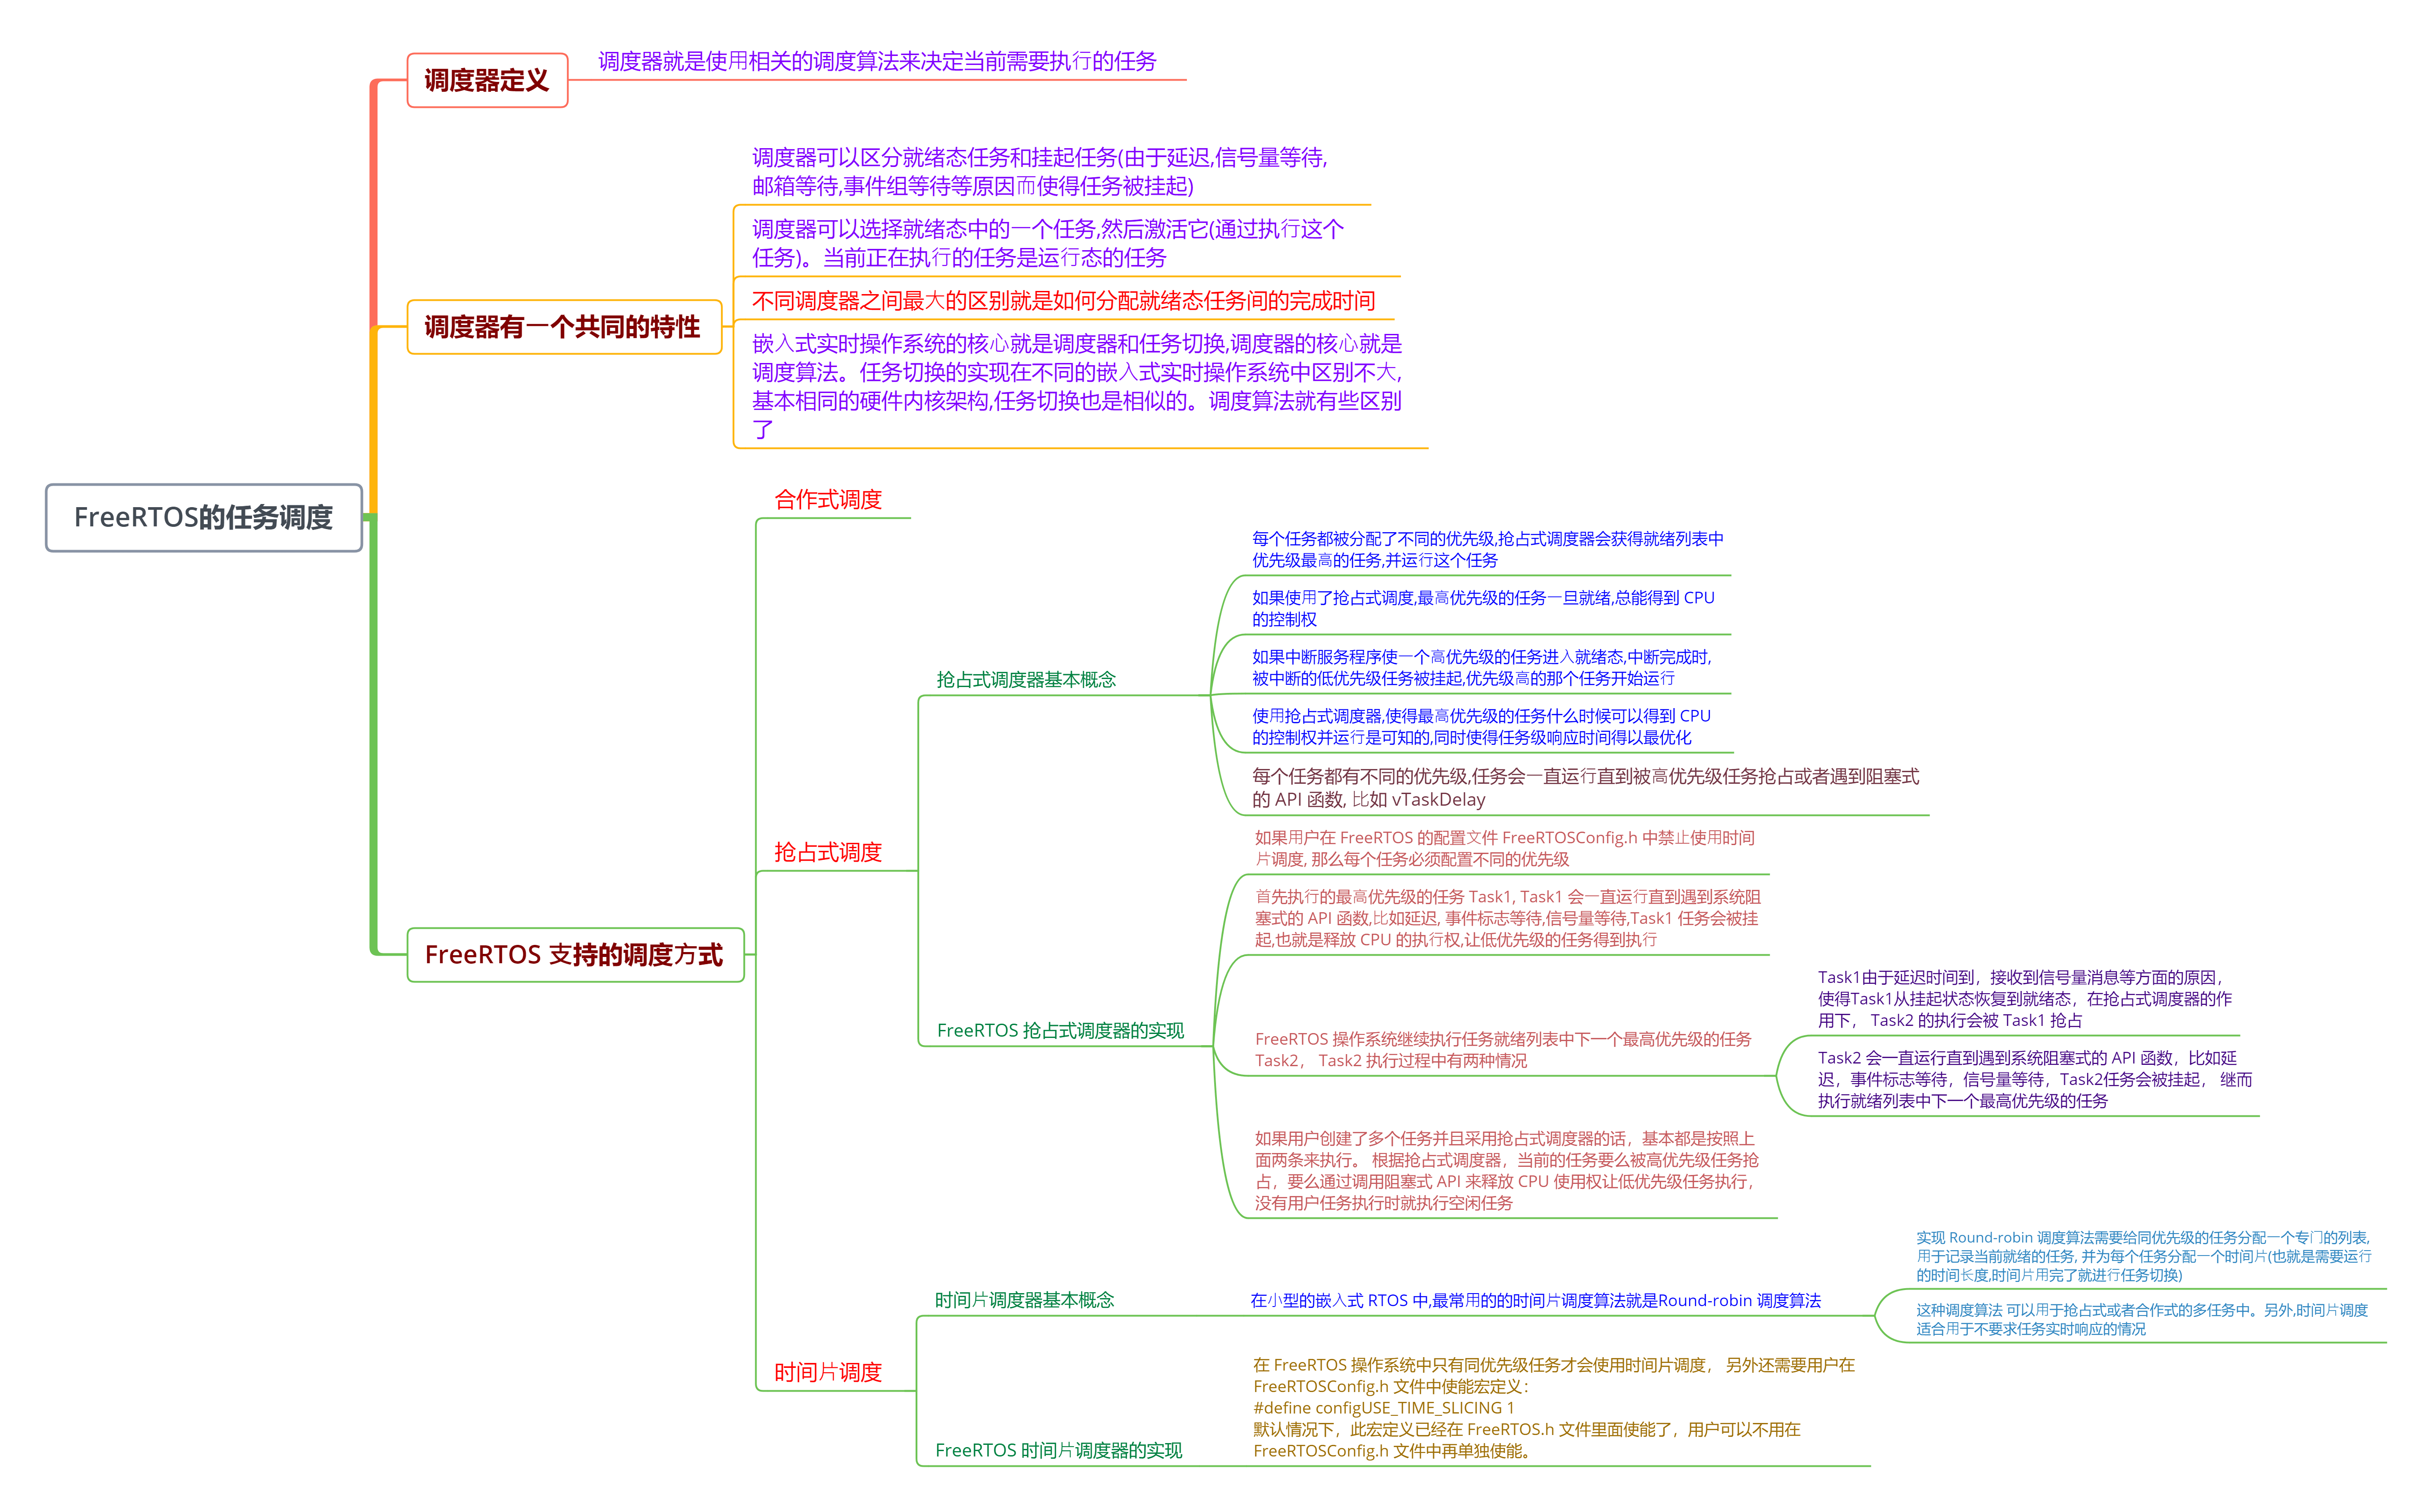 调度器定义
调度器就是使用相关的调度算法来决定当前需要执行的任务
调度器有一个共同的特性
调度器可以区分就绪态任务和挂起任务(由于延迟,信号量等待,
邮箱等待,事件组等待等原因而使得任务被挂起)
调度器可以选择就绪态中的一个任务,然后激活它(通过执行这个
任务)。当前正在执行的任务是运行态的任务
不同调度器之间最大的区别就是如何分配就绪态任务间的完成时间
嵌入式实时操作系统的核心就是调度器和任务切换,调度器的核心就是
调度算法。任务切换的实现在不同的嵌入式实时操作系统中区别不大,
基本相同的硬件内核架构,任务切换也是相似的。调度算法就有些区别
了
FreeRTOS的任务调度
FreeRTOS 支持的调度方式
合作式调度
抢占式调度
抢占式调度器基本概念
每个任务都被分配了不同的优先级,抢占式调度器会获得就绪列表中
优先级最高的任务,并运行这个任务
如果使用了抢占式调度,最高优先级的任务一旦就绪,总能得到 CPU
的控制权
如果中断服务程序使一个高优先级的任务进入就绪态,中断完成时,
被中断的低优先级任务被挂起,优先级高的那个任务开始运行
使用抢占式调度器,使得最高优先级的任务什么时候可以得到 CPU
的控制权并运行是可知的,同时使得任务级响应时间得以最优化
每个任务都有不同的优先级,任务会一直运行直到被高优先级任务抢占或者遇到阻塞式
的 API 函数, 比如 vTaskDelay
FreeRTOS 抢占式调度器的实现
如果用户在 FreeRTOS 的配置文件 FreeRTOSConfig.h 中禁止使用时间
片调度, 那么每个任务必须配置不同的优先级
首先执行的最高优先级的任务 Task1, Task1 会一直运行直到遇到系统阻
塞式的 API 函数,比如延迟, 事件标志等待,信号量等待,Task1 任务会被挂
起,也就是释放 CPU 的执行权,让低优先级的任务得到执行
FreeRTOS 操作系统继续执行任务就绪列表中下一个最高优先级的任务
Task2， Task2 执行过程中有两种情况
Task1由于延迟时间到，接收到信号量消息等方面的原因，
使得Task1从挂起状态恢复到就绪态，在抢占式调度器的作
用下， Task2 的执行会被 Task1 抢占
Task2 会一直运行直到遇到系统阻塞式的 API 函数，比如延
迟，事件标志等待，信号量等待，Task2任务会被挂起， 继而
执行就绪列表中下一个最高优先级的任务
如果用户创建了多个任务并且采用抢占式调度器的话，基本都是按照上
面两条来执行。 根据抢占式调度器，当前的任务要么被高优先级任务抢
占，要么通过调用阻塞式 API 来释放 CPU 使用权让低优先级任务执行，
没有用户任务执行时就执行空闲任务
时间片调度
时间片调度器基本概念
在小型的嵌入式 RTOS 中,最常用的的时间片调度算法就是Round-robin 调度算法
实现 Round-robin 调度算法需要给同优先级的任务分配一个专门的列表,
用于记录当前就绪的任务, 并为每个任务分配一个时间片(也就是需要运行
的时间长度,时间片用完了就进行任务切换)
这种调度算法 可以用于抢占式或者合作式的多任务中。另外,时间片调度
适合用于不要求任务实时响应的情况
FreeRTOS 时间片调度器的实现
在 FreeRTOS 操作系统中只有同优先级任务才会使用时间片调度， 另外还需要用户在
FreeRTOSConfig.h 文件中使能宏定义：
#define configUSE_TIME_SLICING 1
默认情况下，此宏定义已经在 FreeRTOS.h 文件里面使能了，用户可以不用在
FreeRTOSConfig.h 文件中再单独使能。